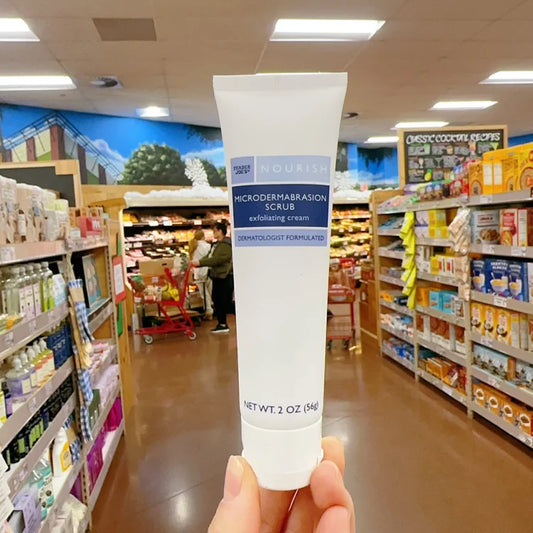 CLASSIC COCKTAIL RECIPES
TRADER
JOE'S
NOURISH
MICRODERMABRASION
SCRUB
exfoliating cream
DERMATOLOGIST FORMULATED
NET WT. 2 OZ (56g)